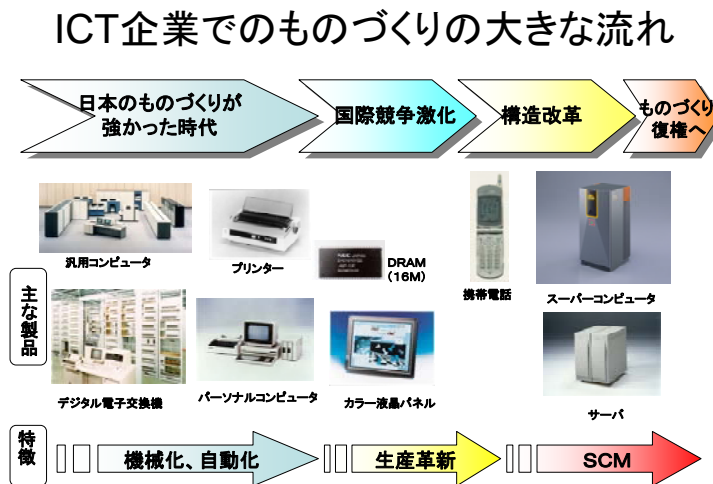 ICT企業でのものづくりの大きな流れ
日本のものづくりが
強かった時代
国際競争激化
構造改革
ものづくり
復権へ
汎用コンピュータ
プリンター
NEC JAPAN
DRAM
(16M)
携帯電話
スーパーコンピュータ
主な製品
デジタル電子交換機
パーソナルコンピュータ
カラー液晶パネル
サーバ
特徴
機械化、自動化
生産革新
SCM